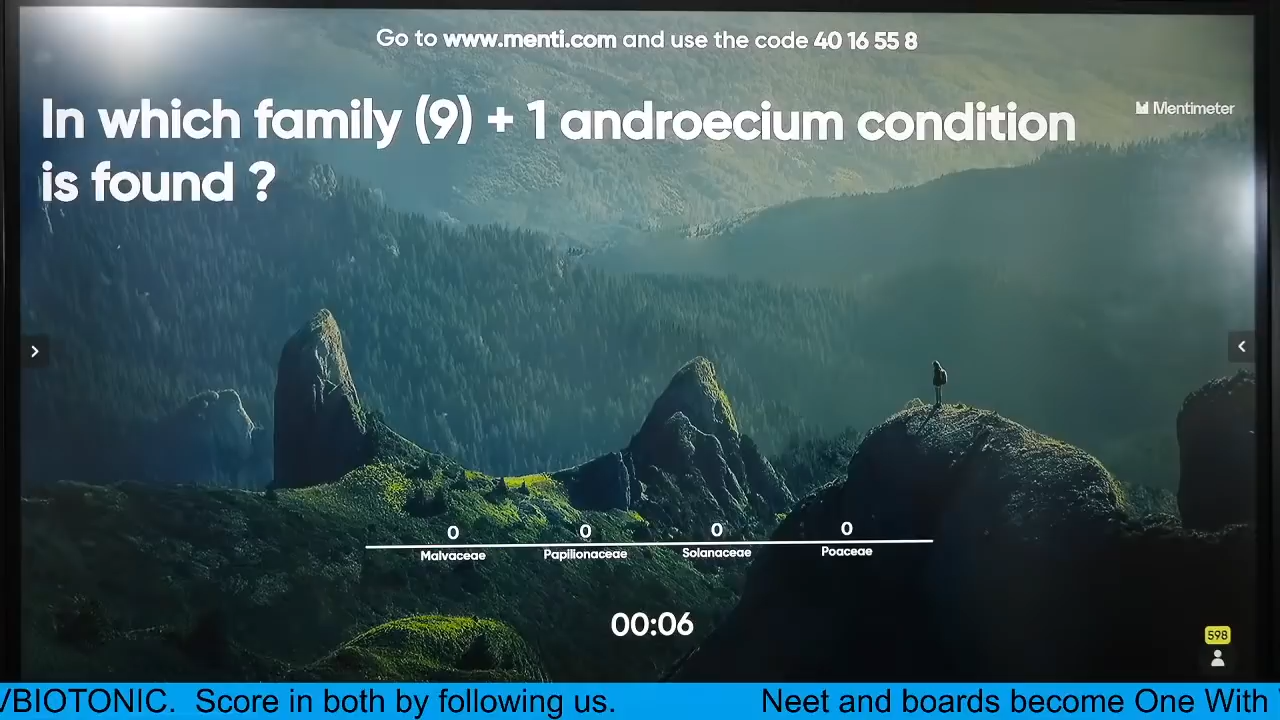 Go to www.menti.com and use the code 40 16 55 8
In which family (9) + 1 androecium condition
is found ?
Mentimeter
0 0 0 0
Malvaceae Papilionaceae Solanaceae Poaceae
00:06
598
/BIOTONIC. Score in both by following us. Neet and boards become One With